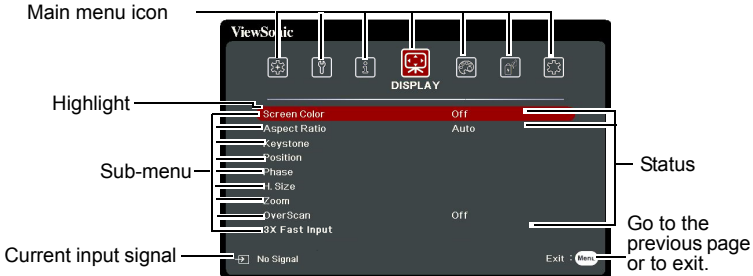 Main menu icon
ViewSonic
DISPLAY
Highlight
Screen Color Off
Aspect Ratio Auto
Keystone
Position
Sub-menu
Phase
Status
H. Size
Zoom
OverScan Off
3X Fast Input
Go to the
previous page
or to exit.
Current input signal
No Signal
Exit : Menu